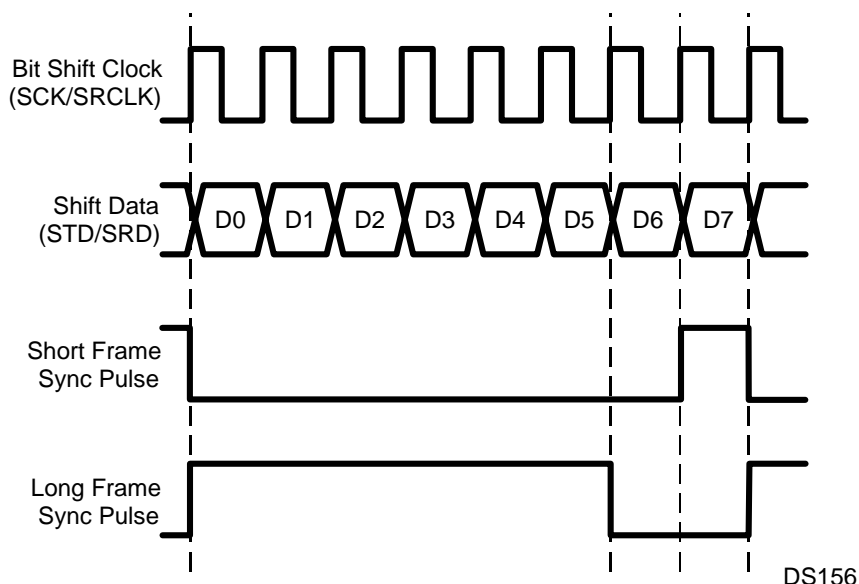 Bit Shift Clock
(SCK/SRCLK)
Shift Data
(STD/SRD)
D0 D1 D2 D3 D4 D5 D6 D7
Short Frame
Sync Pulse
Long Frame
Sync Pulse
DS156